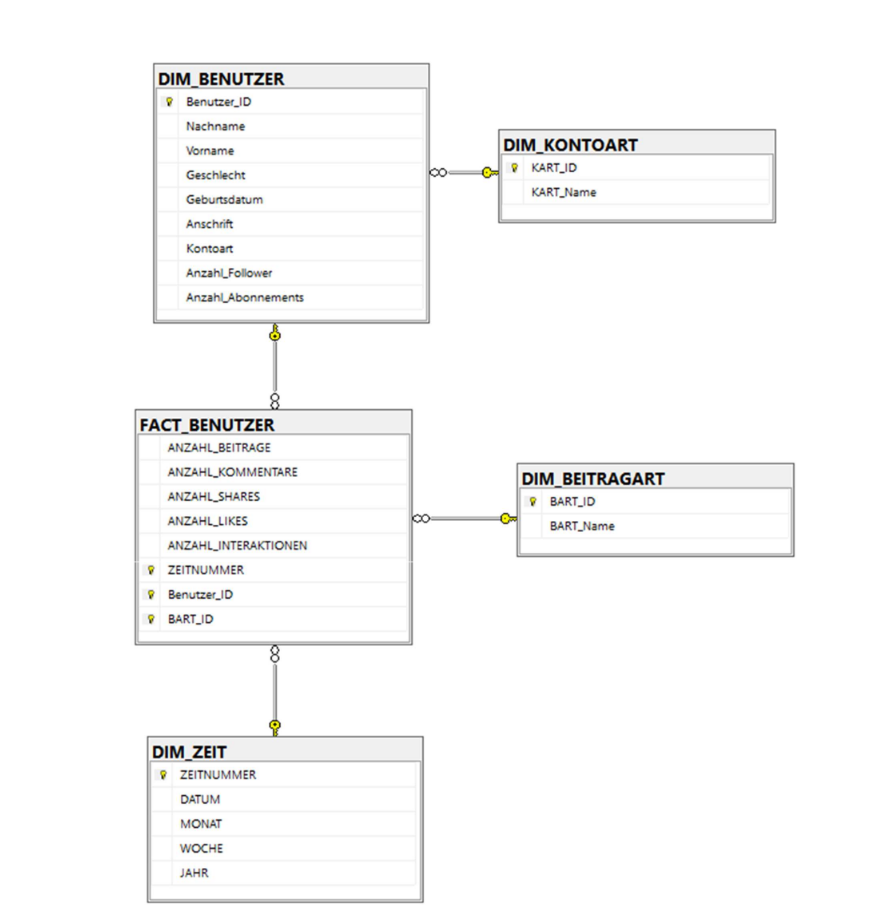 DIM_BENUTZER
Benutzer_ID
Nachname
Vorname
Geschlecht
Geburtsdatum
Anschrift
Kontoart
Anzahl_Follower
Anzahl_Abonnements
DIM_KONTOART
KART_ID
KART_Name
FACT_BENUTZER
ANZAHL_BEITRAGE
ANZAHL_KOMMENTARE
ANZAHL_SHARES
ANZAHL_LIKES
ANZAHL_INTERAKTIONEN
ZEITNUMMER
Benutzer_ID
BART_ID
DIM_BEITRAGART
BART_ID
BART_Name
DIM_ZEIT
ZEITNUMMER
DATUM
MONAT
WOCHE
JAHR